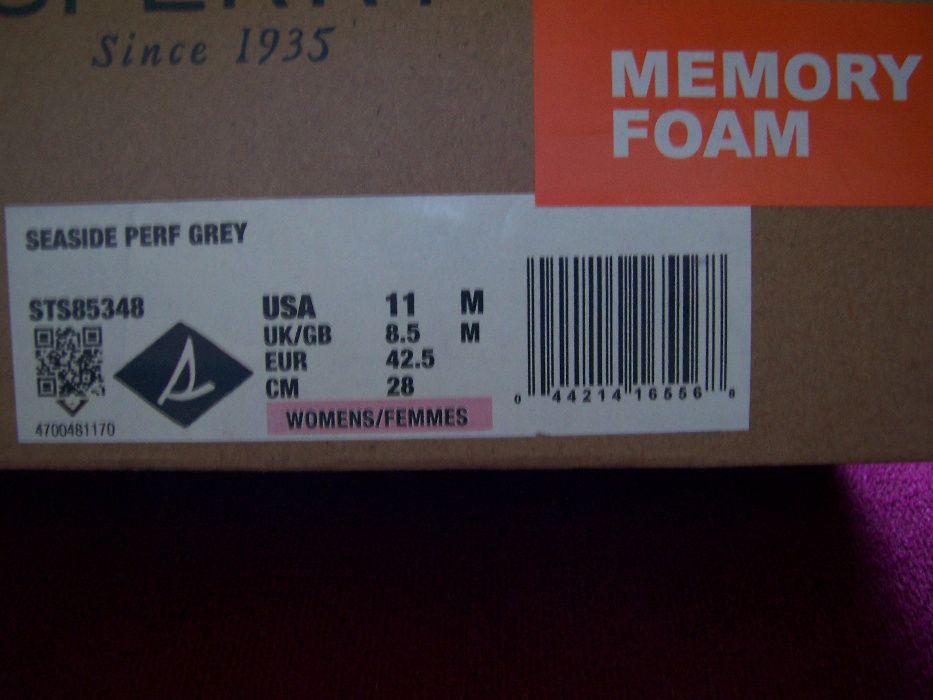 SPERRY
Since 1935
MEMORY
FOAM
SEASIDE PERF GREY
STS85348
USA 11 M
UK/GB 8.5 M
EUR 42.5
CM 28
WOMENS/FEMMES
4700481170
0 44214 16556 8